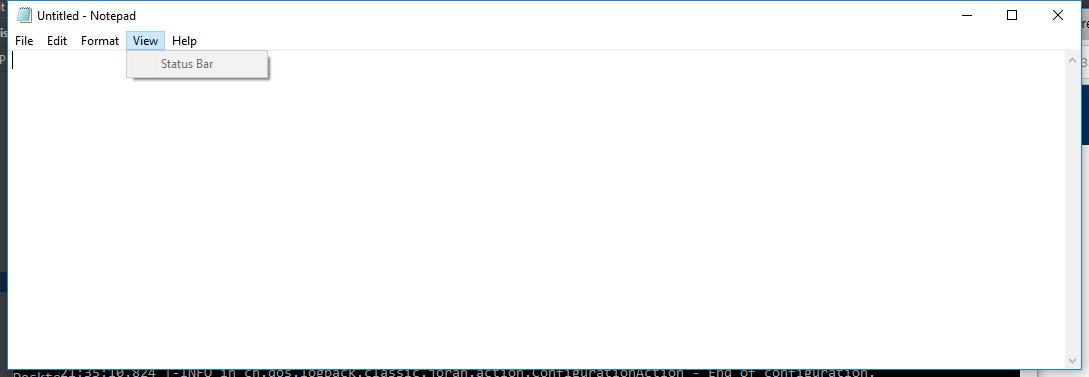 Untitled - Notepad
File Edit Format View Help
Status Bar
21:35:10,824 |-INFO in ch.qos.logback.classic.joran.action.ConfigurationAction - End of configuration.